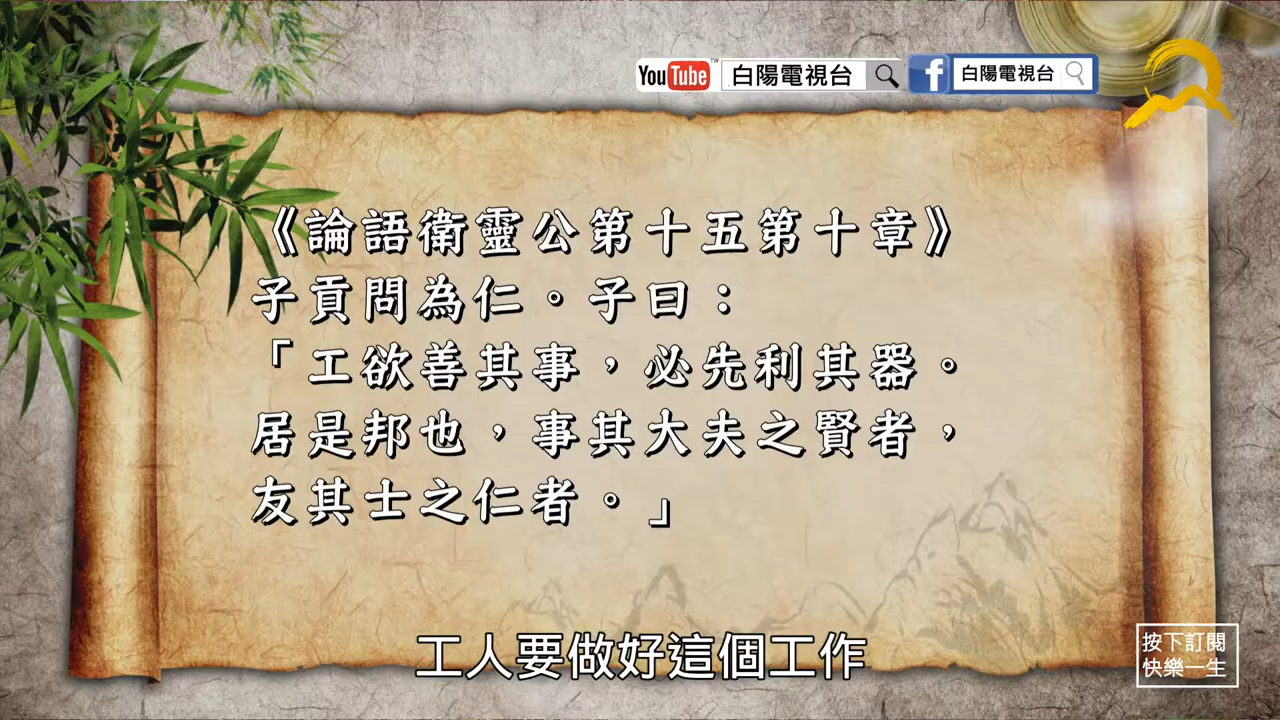 YouTube 白陽電視台
f 白陽電視台
《論語衛靈公第十五第十章》
子貢問為仁。子曰：
「工欲善其事，必先利其器。
居是邦也，事其大夫之賢者，
友其士之仁者。」
工人要做好這個工作
按下訂閱
快樂一生